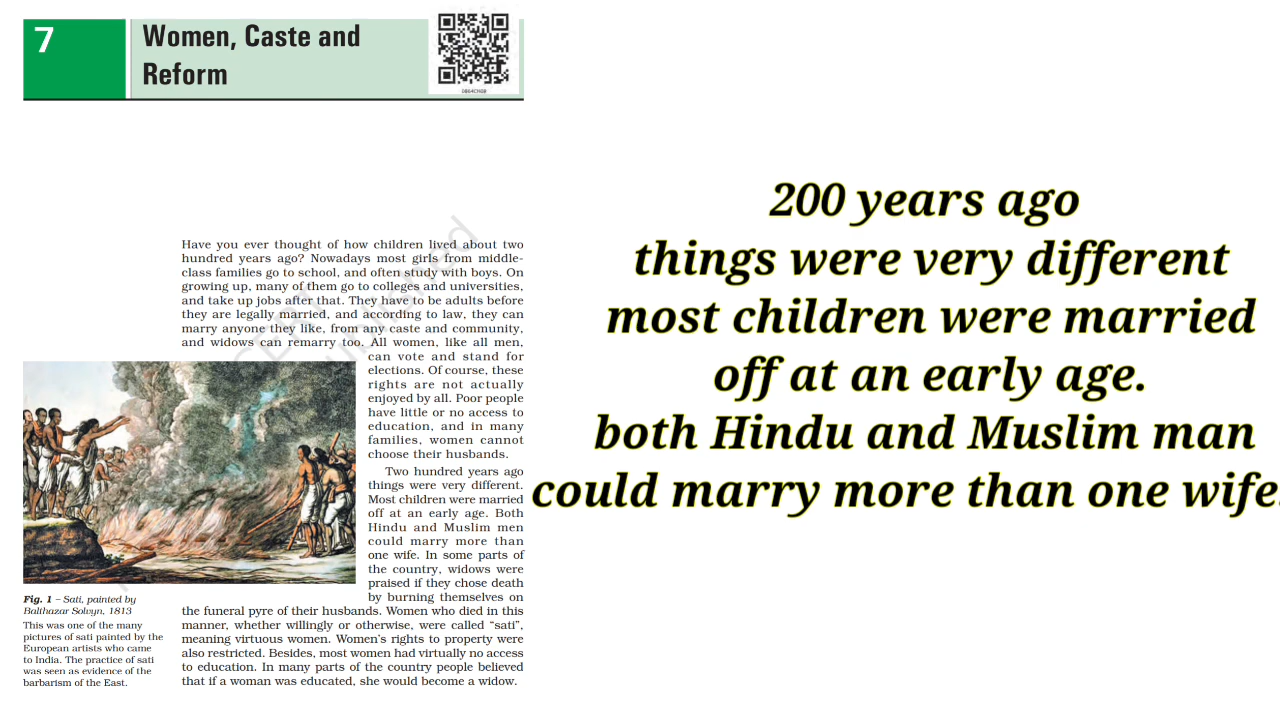 7
Women, Caste and
Reform
0864CH08
Have you ever thought of how children lived about two
hundred years ago? Nowadays most girls from middle-
class families go to school, and often study with boys. On
growing up, many of them go to colleges and universities,
and take up jobs after that. They have to be adults before
they are legally married, and according to law, they can
marry anyone they like, from any caste and community,
and widows can remarry too. All women, like all men,
can vote and stand for
elections. Of course, these
rights are not actually
enjoyed by all. Poor people
have little or no access to
education, and in many
families, women cannot
choose their husbands.
Two hundred years ago
things were very different.
Most children were married
off at an early age. Both
Hindu and Muslim men
could marry more than
one wife. In some parts of
the country, widows were
praised if they chose death
by burning themselves on
the funeral pyre of their husbands. Women who died in this
manner, whether willingly or otherwise, were called “sati”,
meaning virtuous women. Women’s rights to property were
also restricted. Besides, most women had virtually no access
to education. In many parts of the country people believed
that if a woman was educated, she would become a widow.
Fig. 1 – Sati, painted by
Balthazar Solvyn, 1813
This was one of the many
pictures of sati painted by the
European artists who came
to India. The practice of sati
was seen as evidence of the
barbarism of the East.
200 years ago
things were very different
most children were married
off at an early age.
both Hindu and Muslim man
could marry more than one wife.